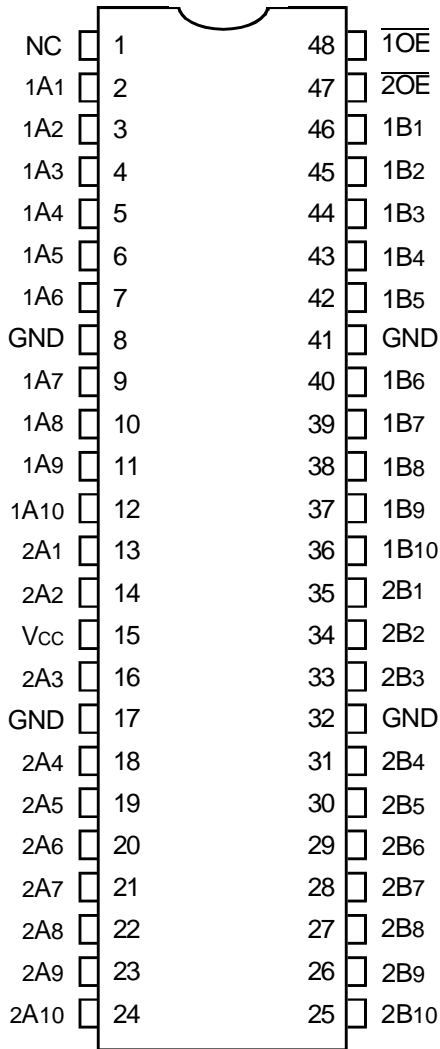 NC 1 48 1OE
1A1 2 47 2OE
1A2 3 46 1B1
1A3 4 45 1B2
1A4 5 44 1B3
1A5 6 43 1B4
1A6 7 42 1B5
GND 8 41 GND
1A7 9 40 1B6
1A8 10 39 1B7
1A9 11 38 1B8
1A10 12 37 1B9
2A1 13 36 1B10
2A2 14 35 2B1
VCC 15 34 2B2
2A3 16 33 2B3
GND 17 32 GND
2A4 18 31 2B4
2A5 19 30 2B5
2A6 20 29 2B6
2A7 21 28 2B7
2A8 22 27 2B8
2A9 23 26 2B9
2A10 24 25 2B10